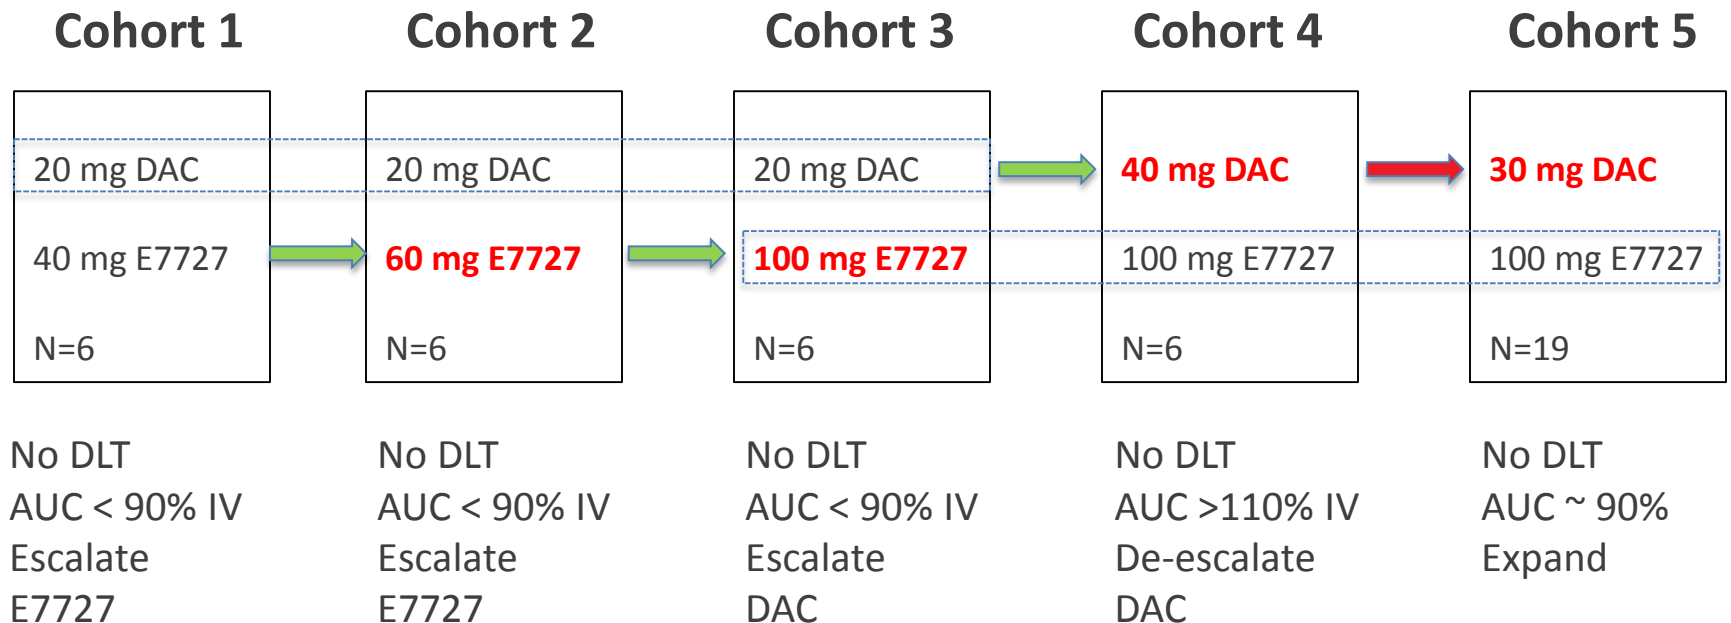 Cohort 1
20 mg DAC
40 mg E7727
N=6
No DLT
AUC < 90% IV
Escalate
E7727
Cohort 2
20 mg DAC
60 mg E7727
N=6
No DLT
AUC < 90% IV
Escalate
E7727
Cohort 3
20 mg DAC
100 mg E7727
N=6
No DLT
AUC < 90% IV
Escalate
DAC
Cohort 4
40 mg DAC
100 mg E7727
N=6
No DLT
AUC >110% IV
De-escalate
DAC
Cohort 5
30 mg DAC
100 mg E7727
N=19
No DLT
AUC ~ 90%
Expand